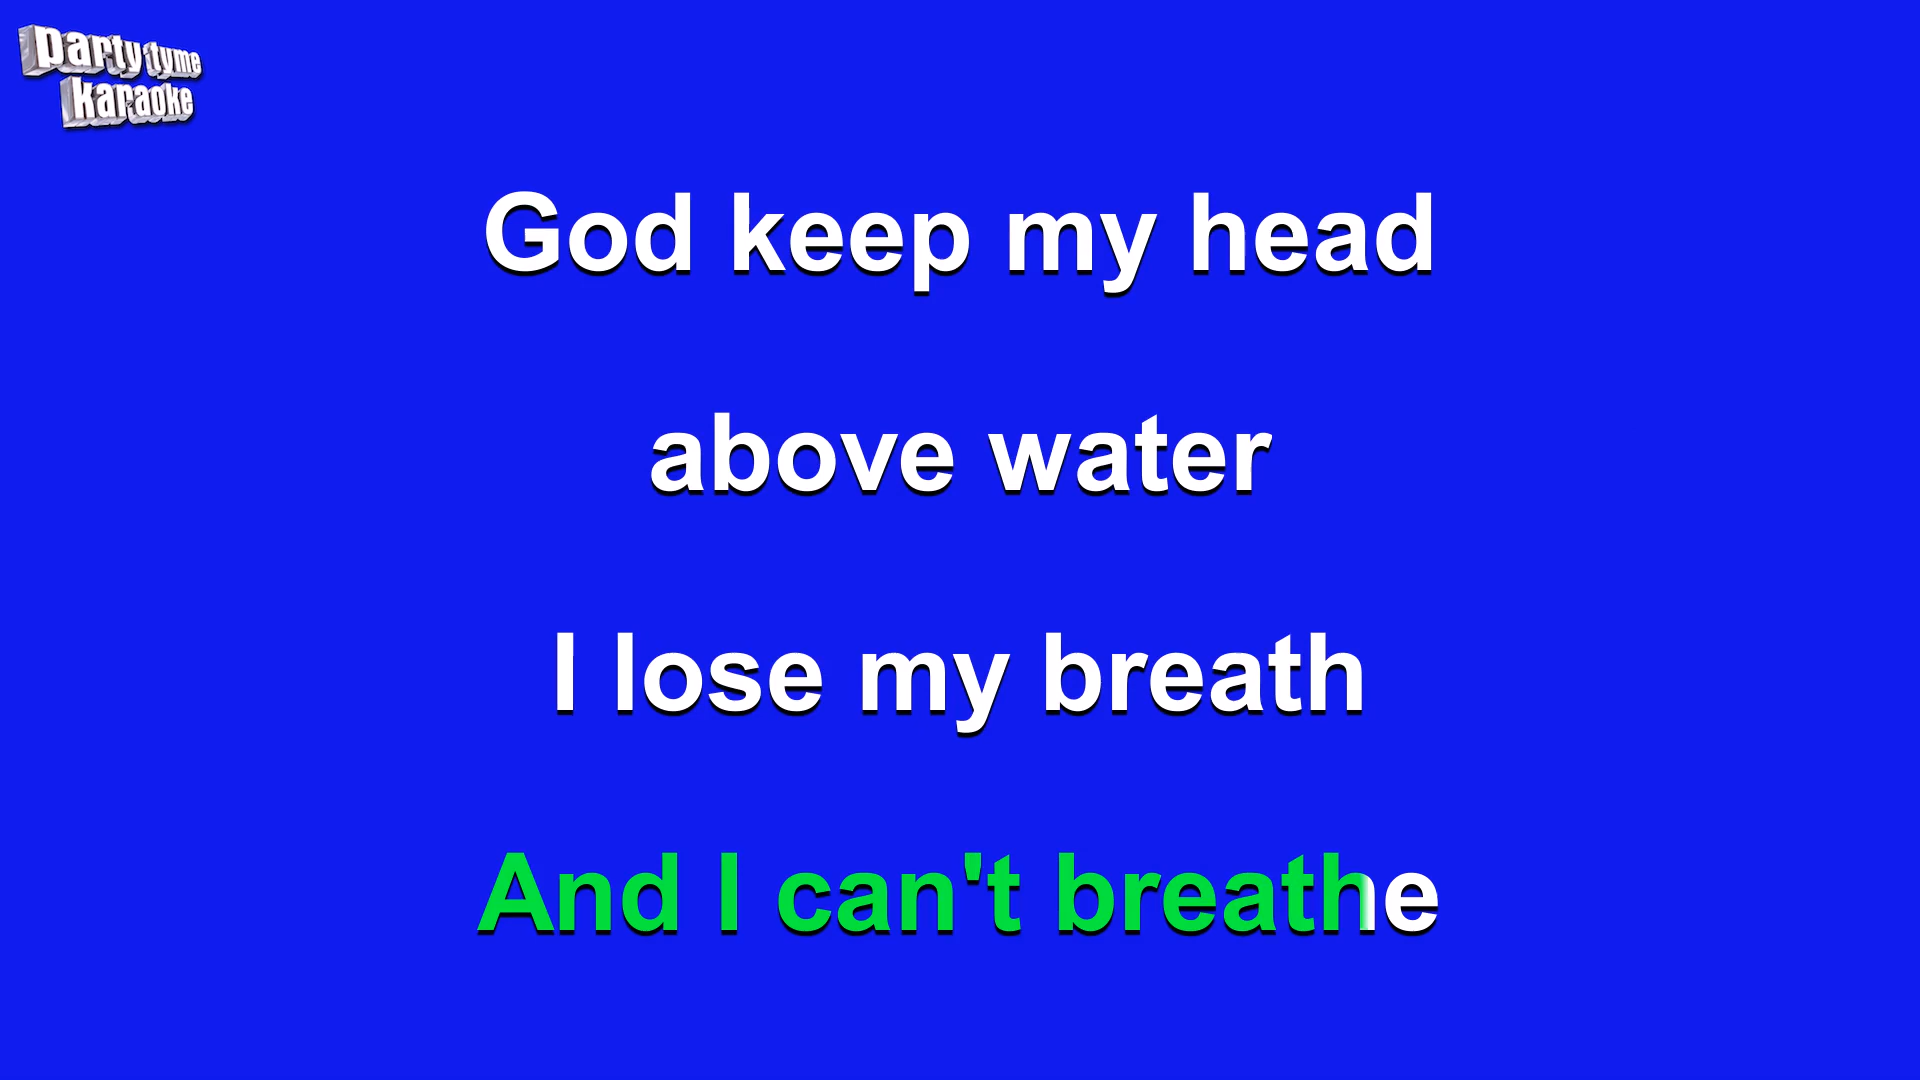 party tyme
karaoke
God keep my head
above water
I lose my breath
And I can't breathe